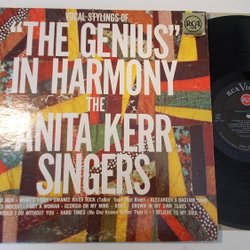 VOCAL-STYLINGS OF
RCA
"THE GENIUS"
IN HARMONY
THE
ANITA KERR
SINGERS
HIT THE ROAD JACK - WHAT'D I SAY - SWANEE RIVER ROCK (Talkin' 'Bout That River) - ALEXANDER'S RAGTIME BAND
I GOT A WOMAN - GEORGIA ON MY MIND - RUBY - DROWN IN MY OWN TEARS
WOULD I DO WITHOUT YOU - HARD TIMES (No One Knows Better Than I) - I BELIEVE TO MY SOUL
RCA Victor